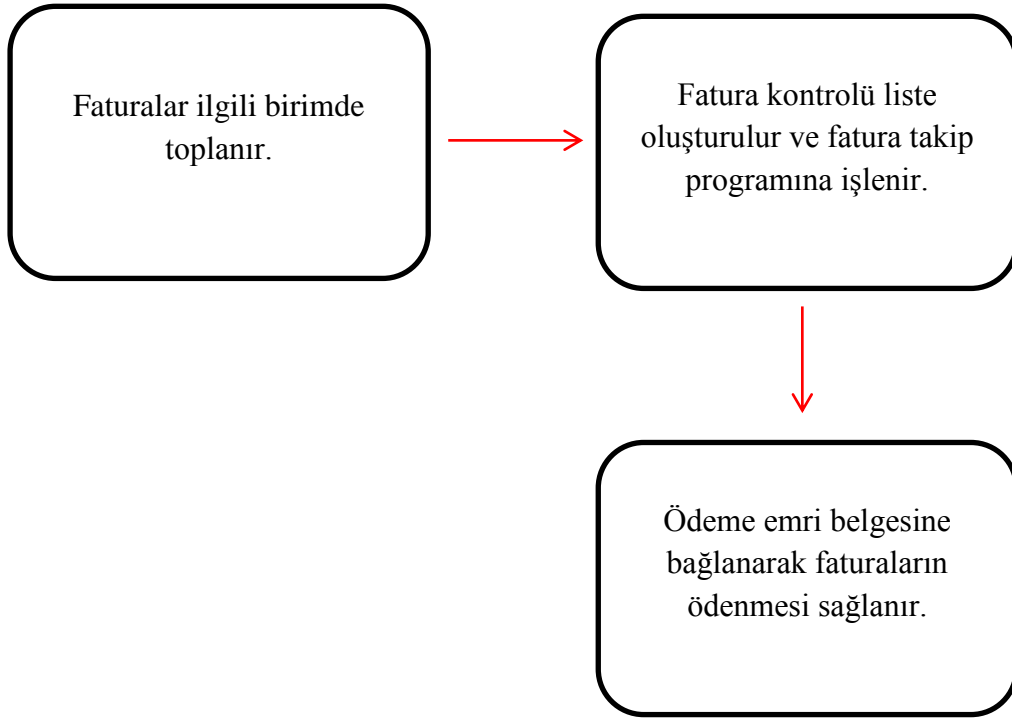 Faturalar ilgili birimde
toplanır.
Fatura kontrolü liste
oluşturulur ve fatura takip
programına işlenir.
Ödeme emri belgesine
bağlanarak faturaların
ödenmesi sağlanır.